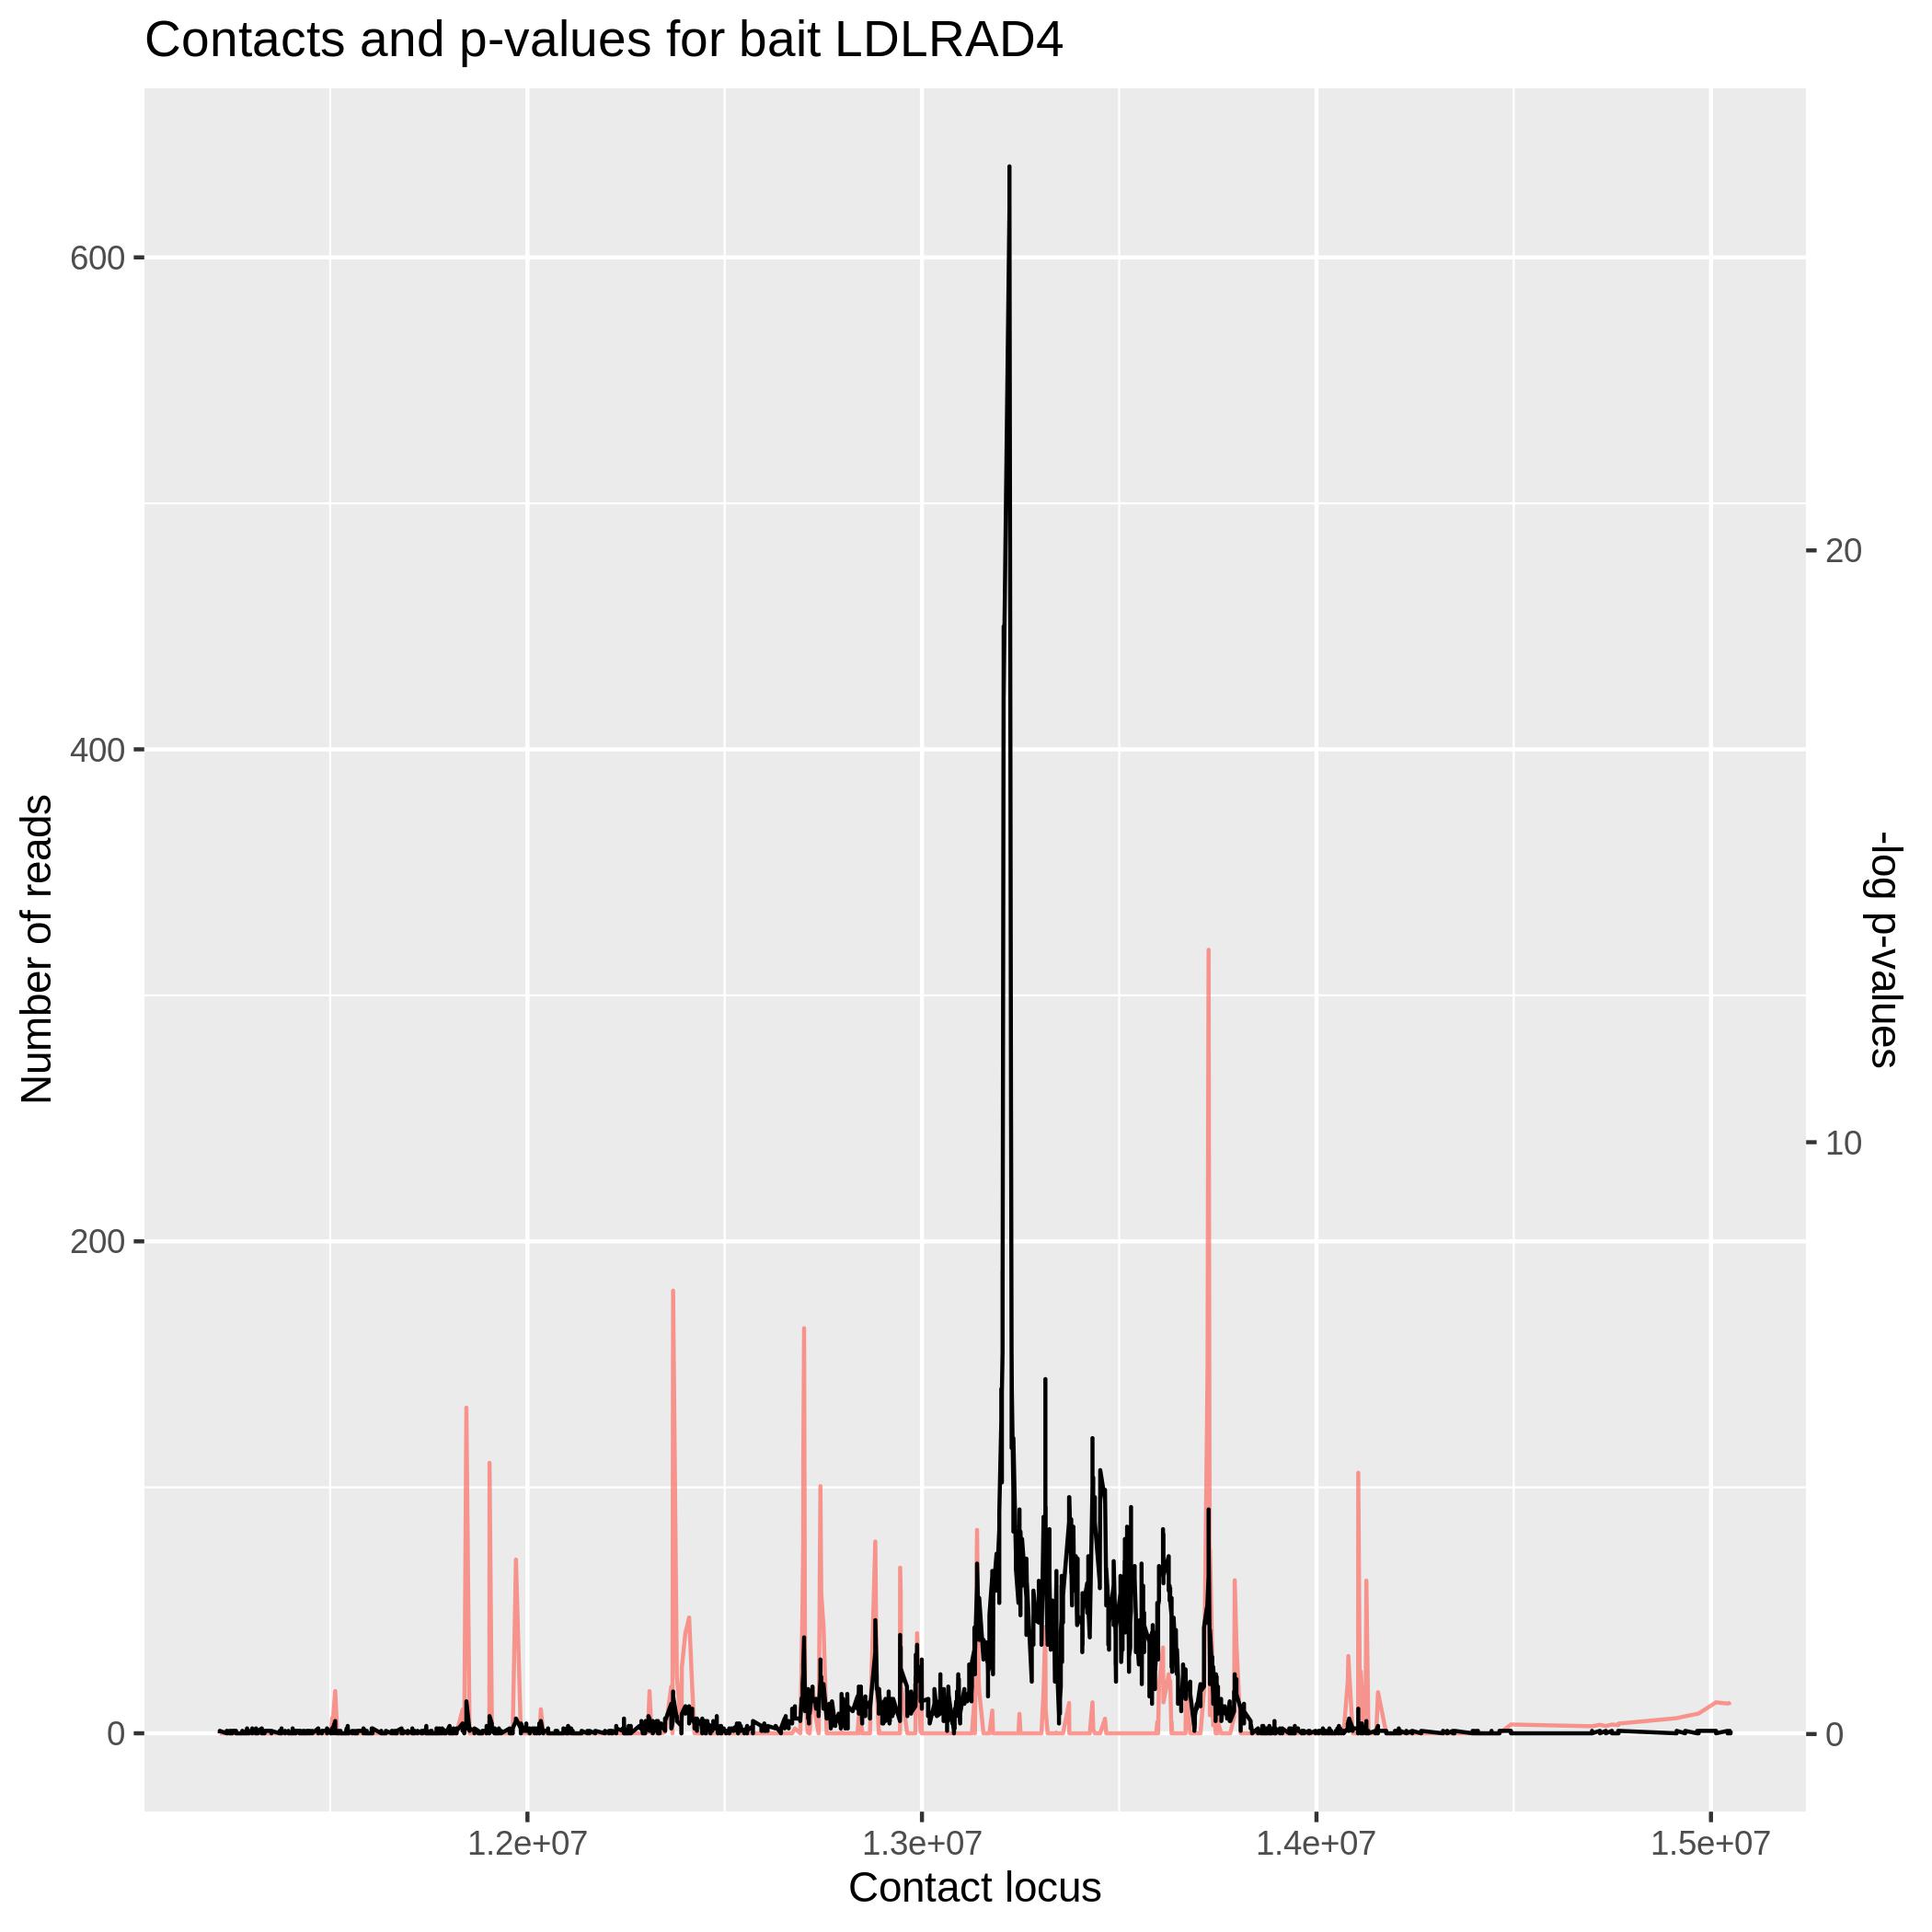 Contacts and p-values for bait LDLRAD4
Number of reads
600
400
200
0
20
10
0
-log p-values
1.2e+07
1.3e+07
1.4e+07
1.5e+07
Contact locus